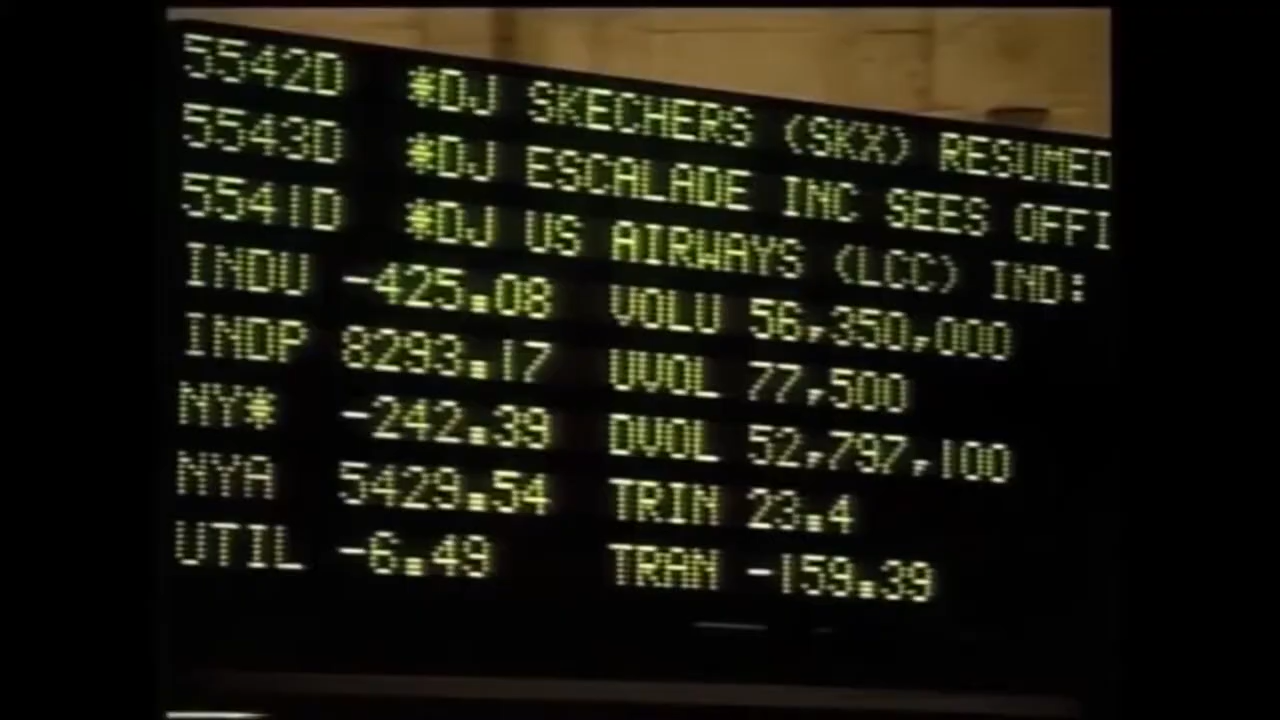 5542D *DJ SKECHERS (SKX) RESUMED
5543D *DJ ESCALADE INC SEES OFFI
5541D *DJ US AIRWAYS (LCC) IND:
INDU -425.08 VOLU 56,350,000
INDP 8293.17 UVOL 77,500
NY* -242.39 DVOL 52,797,100
NYA 5429.54 TRIN 23.4
UTIL -6.49 TRAN -159.39